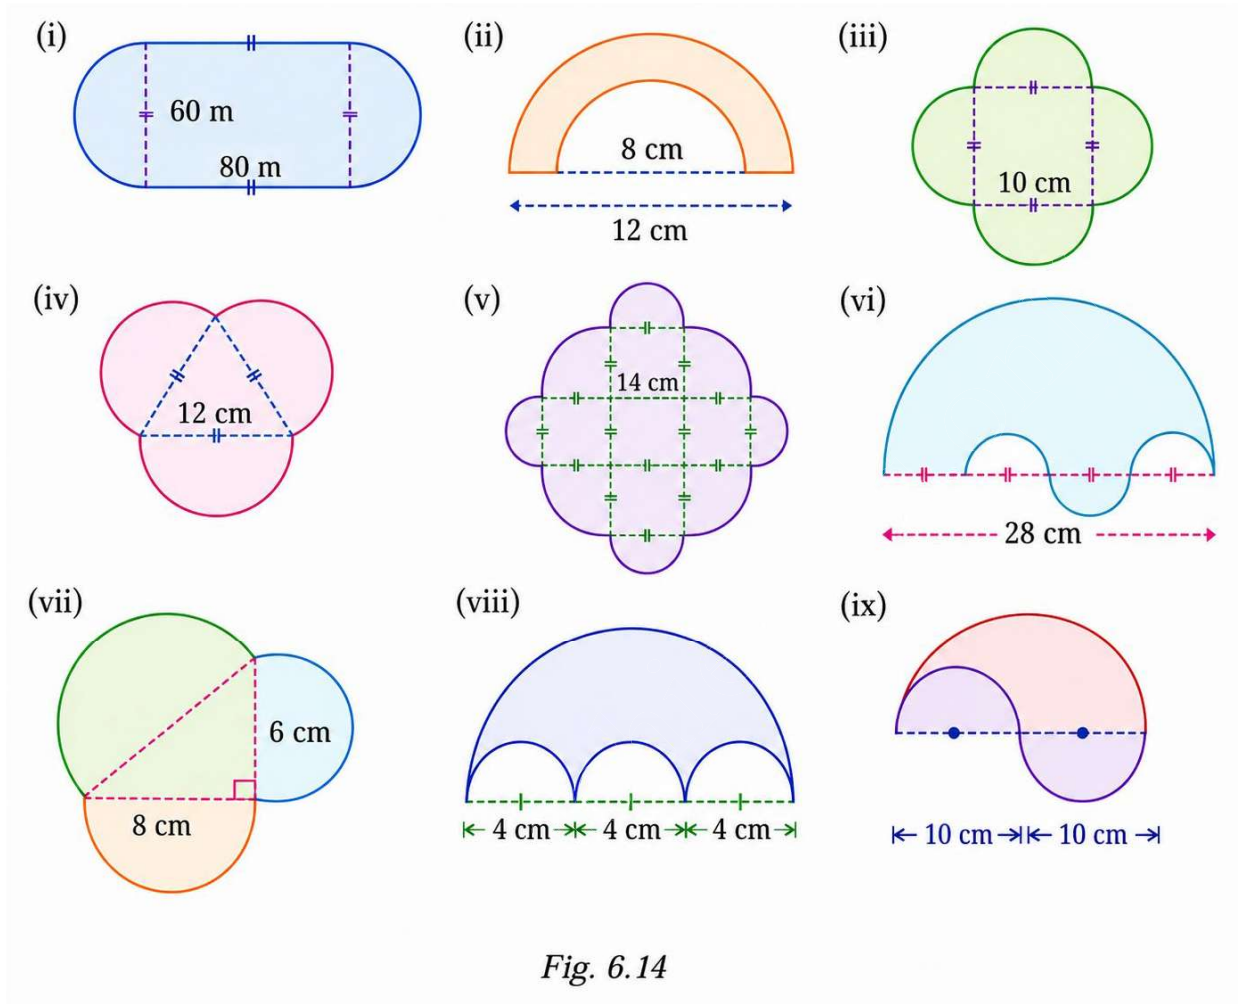 (i)
60 m
80 m
(ii)
8 cm
12 cm
(iii)
10 cm
(iv)
12 cm
(v)
14 cm
(vi)
28 cm
(vii)
6 cm
8 cm
(viii)
4 cm 4 cm 4 cm
(ix)
10 cm 10 cm
Fig. 6.14